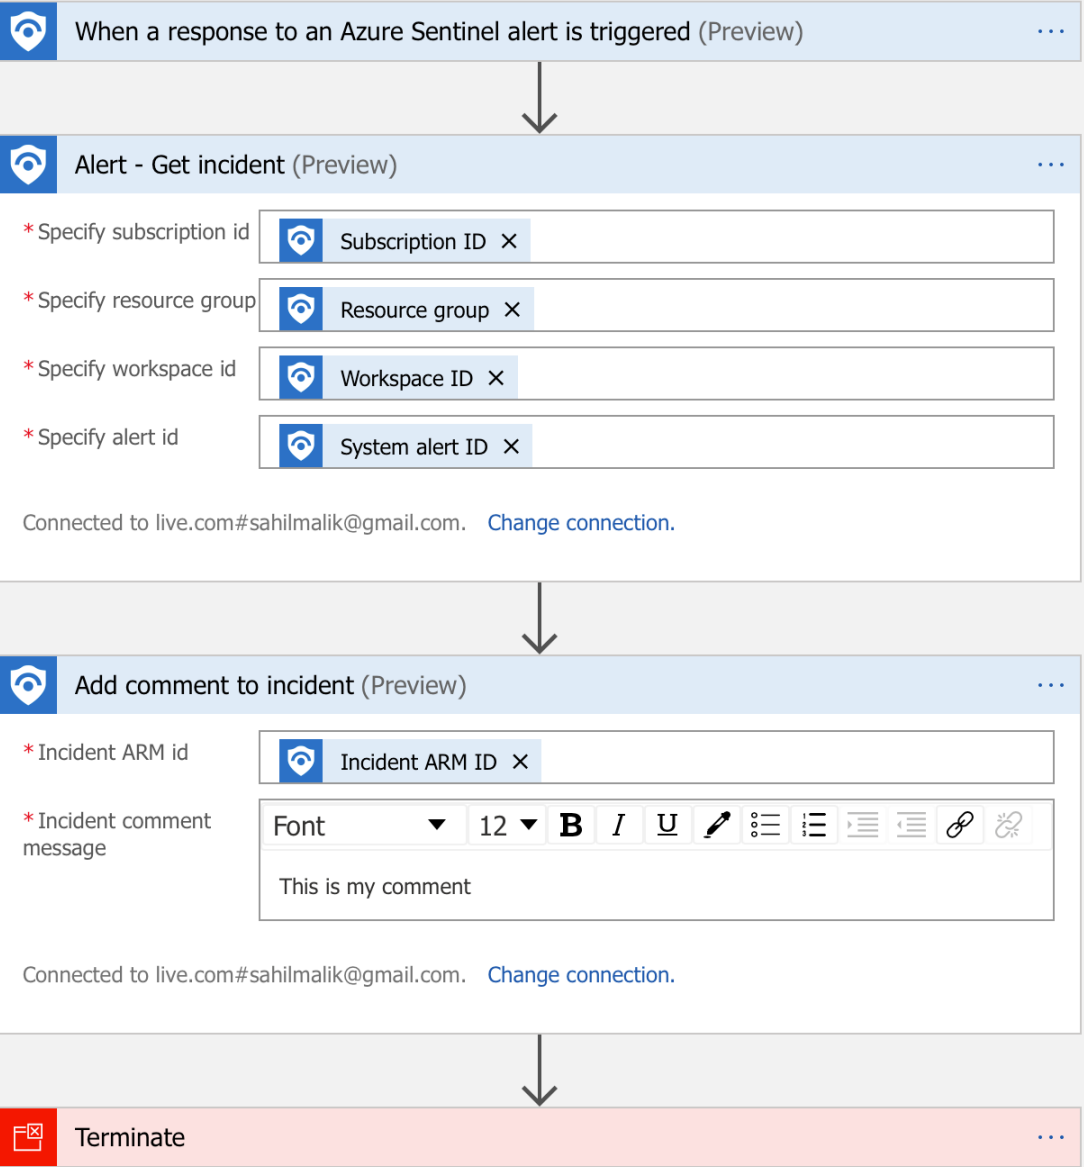 When a response to an Azure Sentinel alert is triggered (Preview)
Alert - Get incident (Preview)
* Specify subscription id
Subscription ID
* Specify resource group
Resource group
* Specify workspace id
Workspace ID
* Specify alert id
System alert ID
Connected to live.com#sahilmalik@gmail.com. Change connection.
Add comment to incident (Preview)
* Incident ARM id
Incident ARM ID
* Incident comment
message
Font 12 B I U
This is my comment
Connected to live.com#sahilmalik@gmail.com. Change connection.
Terminate